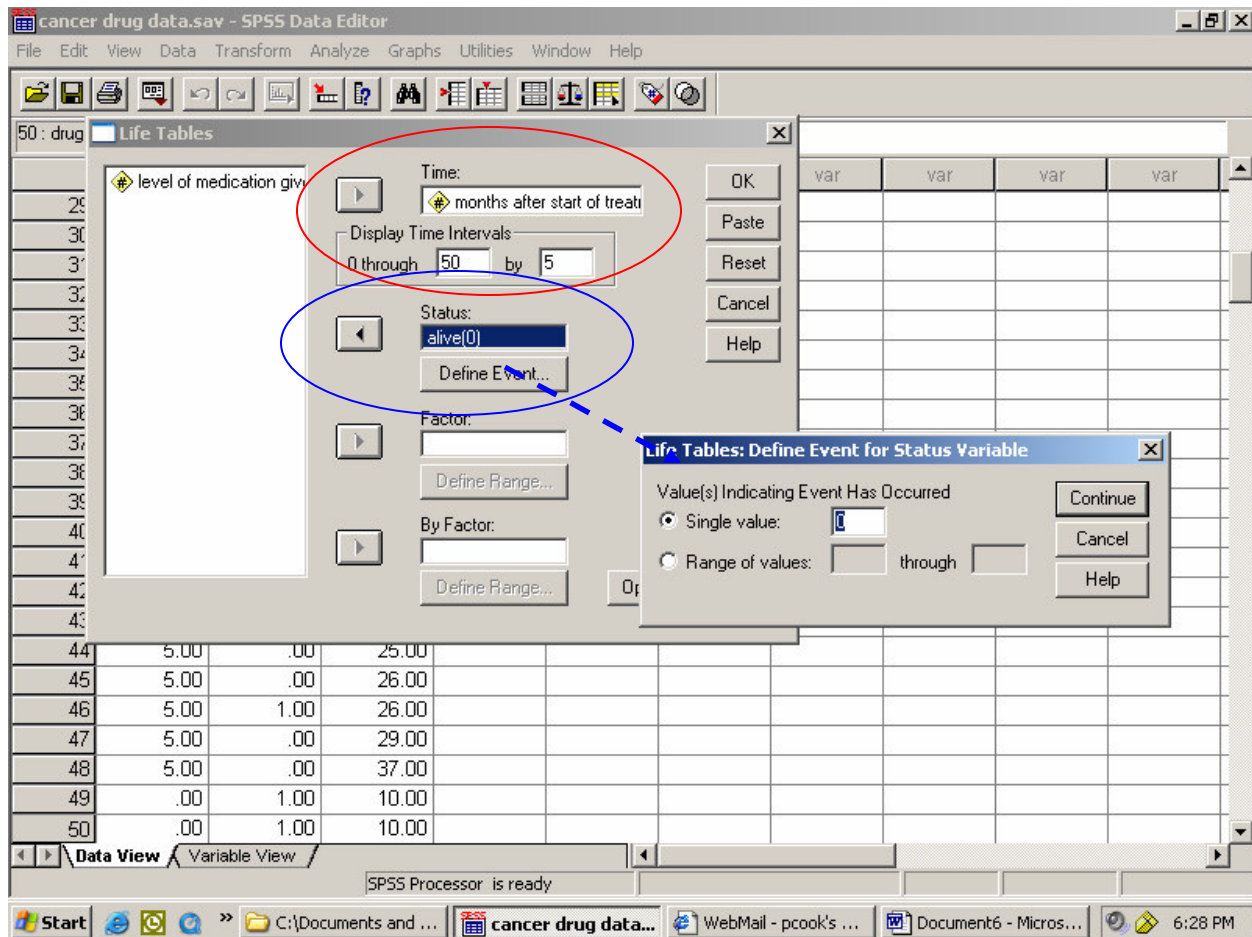 cancer drug data.sav - SPSS Data Editor
File Edit View Data Transform Analyze Graphs Utilities Window Help
50 : drug
Life Tables
level of medication giv
Time:
months after start of treat
Display Time Intervals
0 through 50 by 5
Status:
alive(0)
Define Event...
Factor:
Define Range...
By Factor:
Define Range...
OK
Paste
Reset
Cancel
Help
Life Tables: Define Event for Status Variable
Value(s) Indicating Event Has Occurred
Single value: 0
Range of values: through
Continue
Cancel
Help
var var var var
29
30
31
32
33
34
35
36
37
38
39
40
41
42
43
44 5.00 .00 25.00
45 5.00 .00 26.00
46 5.00 1.00 26.00
47 5.00 .00 29.00
48 5.00 .00 37.00
49 .00 1.00 10.00
50 .00 1.00 10.00
Data View Variable View
SPSS Processor is ready
Start » C:\Documents and ... cancer drug data... WebMail - pcook's ... Document6 - Micros... 6:28 PM